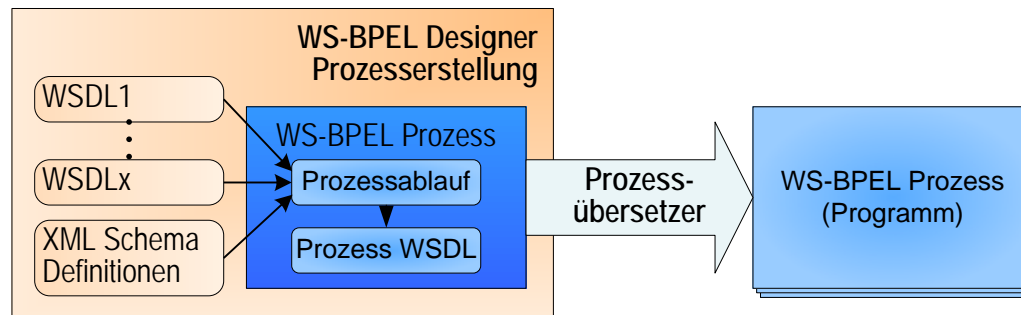 WS-BPEL Designer
Prozesserstellung
WSDL1
WSDLx
XML Schema
Definitionen
WS-BPEL Prozess
Prozessablauf
Prozess WSDL
Prozess-
übersetzer
WS-BPEL Prozess
(Programm)